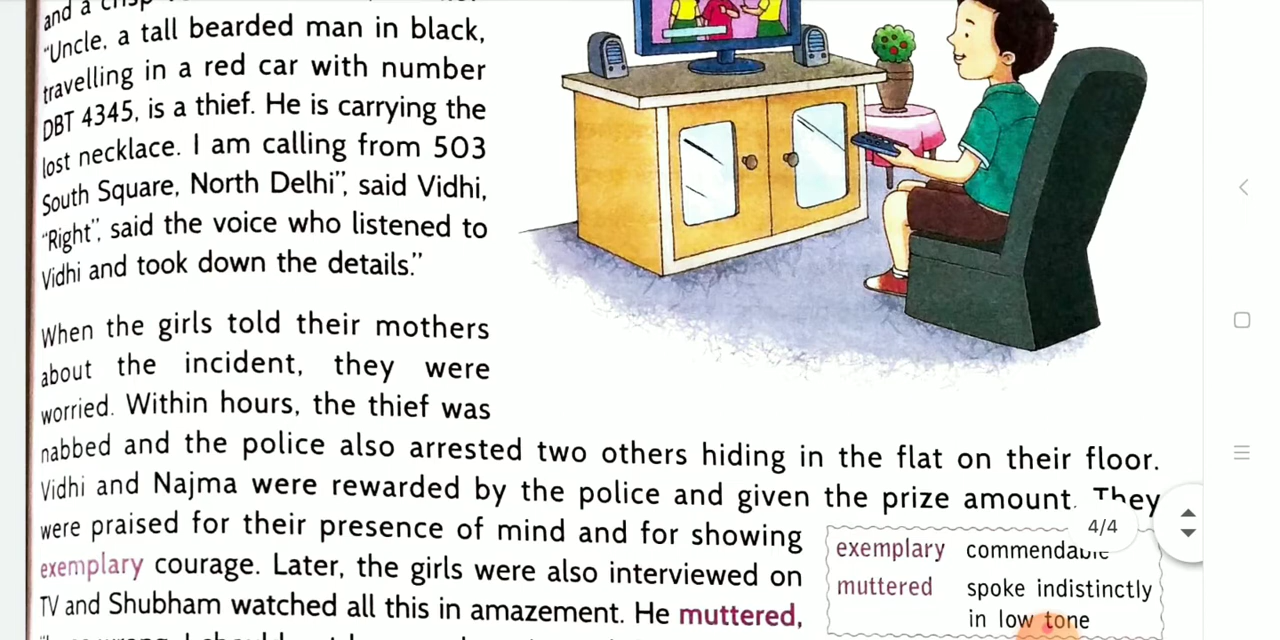 and a crisp
"Uncle, a tall bearded man in black,
travelling in a red car with number
DBT 4345, is a thief. He is carrying the
lost necklace. I am calling from 503
South Square, North Delhi", said Vidhi,
"Right", said the voice who listened to
Vidhi and took down the details."
When the girls told their mothers
about the incident, they were
worried. Within hours, the thief was
nabbed and the police also arrested two others hiding in the flat on their floor.
Vidhi and Najma were rewarded by the police and given the prize amount. They
were praised for their presence of mind and for showing
exemplary courage. Later, the girls were also interviewed on
TV and Shubham watched all this in amazement. He muttered,
4/4
exemplary commendable
muttered spoke indistinctly
in low tone